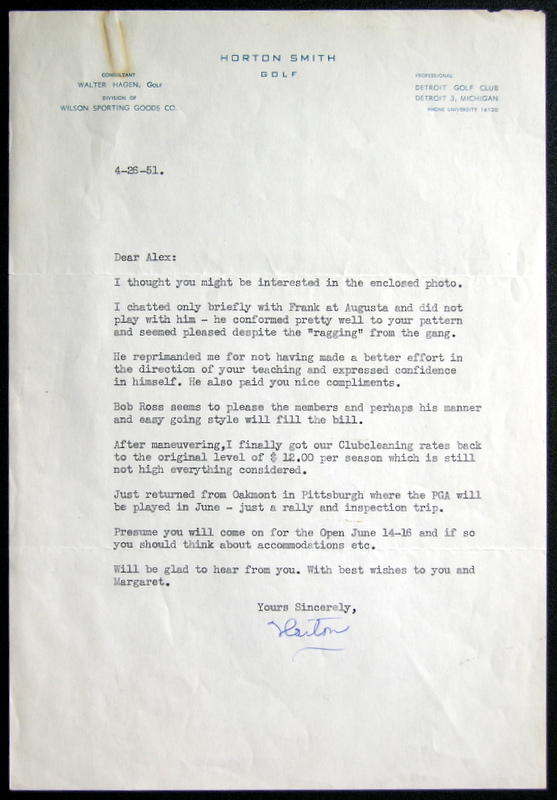 HORTON SMITH
GOLF
CONSULTANT
WALTER HAGEN, GOLF
DIVISION OF
WILSON SPORTING GOODS CO.
PROFESSIONAL
DETROIT GOLF CLUB
DETROIT 3, MICHIGAN
PHONE UNIVERSITY
4-26-51.
Dear Alex:
I thought you might be interested in the enclosed photo.
I chatted only briefly with Frank at Augusta and did not
play with him - he conformed pretty well to your pattern
and seemed pleased despite the "ragging" from the gang.
He reprimanded me for not having made a better effort in
the direction of your teaching and expressed confidence
in himself. He also paid you nice compliments.
Bob Ross seems to please the members and perhaps his manner
and easy going style will fill the bill.
After maneuvering,I finally got our Clubcleaning rates back
to the original level of $ 12.00 per season which is still
not high everything considered.
Just returned from Oakmont in Pittsburgh where the PGA will
be played in June - just a rally and inspection trip.
Presume you will come on for the Open June 14-16 and if so
you should think about accommodations etc.
Will be glad to hear from you. With best wishes to you and
Margaret.
Yours Sincerely,
Horton